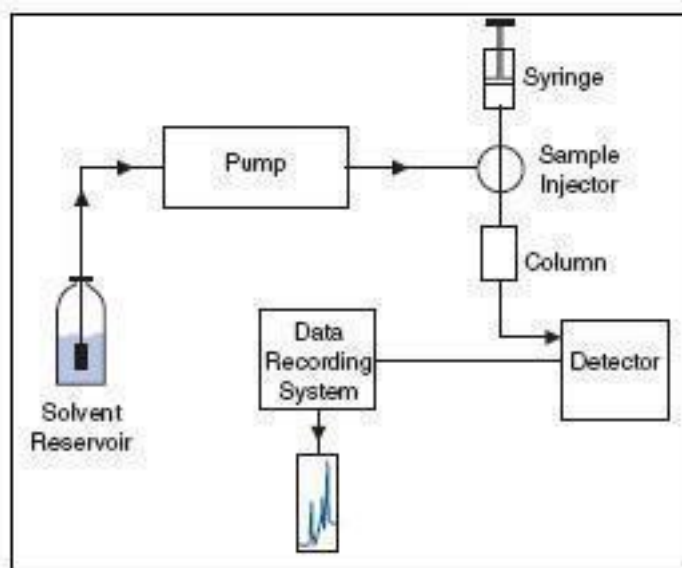 Syringe
Pump
Sample
Injector
Column
Data
Recording
System
Detector
Solvent
Reservoir